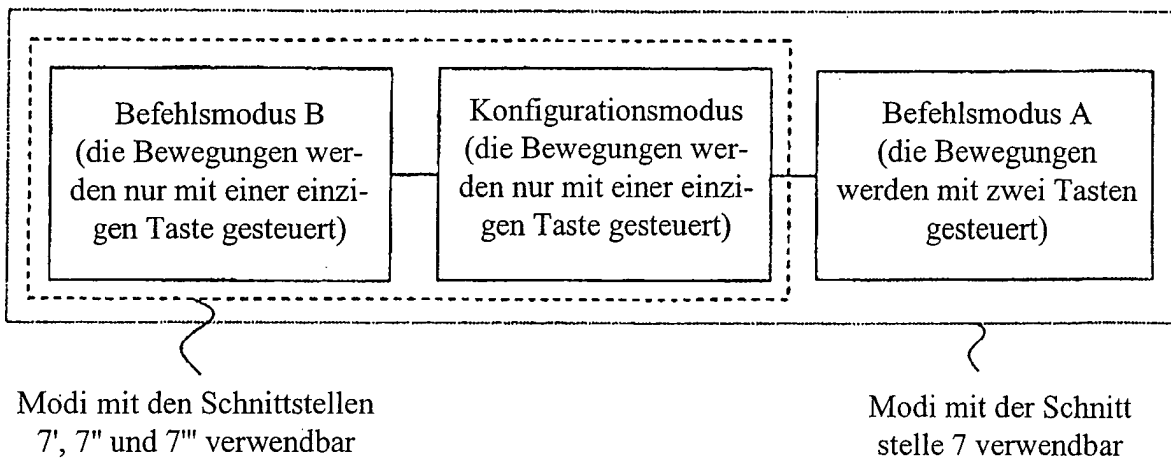 Befehlsmodus B
(die Bewegungen wer-
den nur mit einer einzi-
gen Taste gesteuert)
Konfigurationsmodus
(die Bewegungen wer-
den nur mit einer einzi-
gen Taste gesteuert)
Befehlsmodus A
(die Bewegungen
werden mit zwei Tasten
gesteuert)
Modi mit den Schnittstellen
7', 7" und 7''' verwendbar
Modi mit der Schnitt
stelle 7 verwendbar